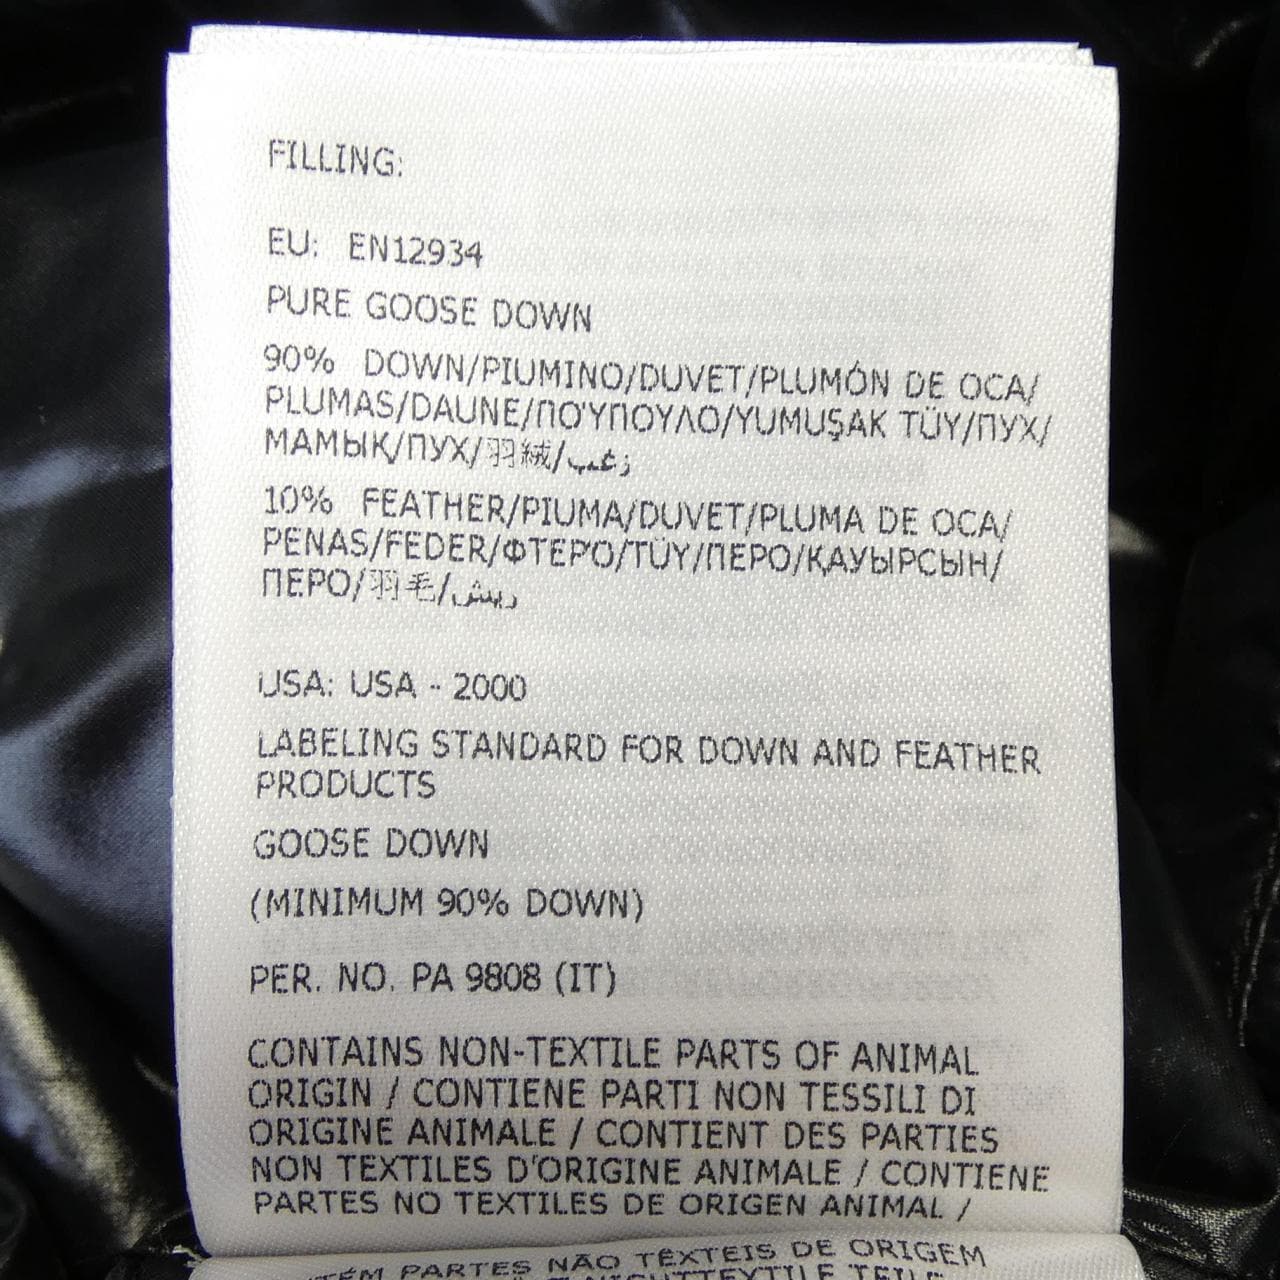 FILLING:
EU: EN12934
PURE GOOSE DOWN
90% DOWN/PIUMINO/DUVET/PLUMÓN DE OCA/
PLUMAS/DAUNE/ΠΟΎΠΟΥΛΟ/YUMUŞAK TÜY/ПУХ/
МАМЫҚ/ПУХ/羽絨/زغب
10% FEATHER/PIUMA/DUVET/PLUMA DE OCA/
PENAS/FEDER/ΦΤΕΡΌ/TÜY/ПЕРО/ҚАУЫРСЫН/
ПЕРО/羽毛/ريش
USA: USA - 2000
LABELING STANDARD FOR DOWN AND FEATHER
PRODUCTS
GOOSE DOWN
(MINIMUM 90% DOWN)
PER. NO. PA 9808 (IT)
CONTAINS NON-TEXTILE PARTS OF ANIMAL
ORIGIN / CONTIENE PARTI NON TESSILI DI
ORIGINE ANIMALE / CONTIENT DES PARTIES
NON TEXTILES D'ORIGINE ANIMALE / CONTIENE
PARTES NO TEXTILES DE ORIGEN ANIMAL /
PARTES NÃO TÊXTEIS DE ORIGEM